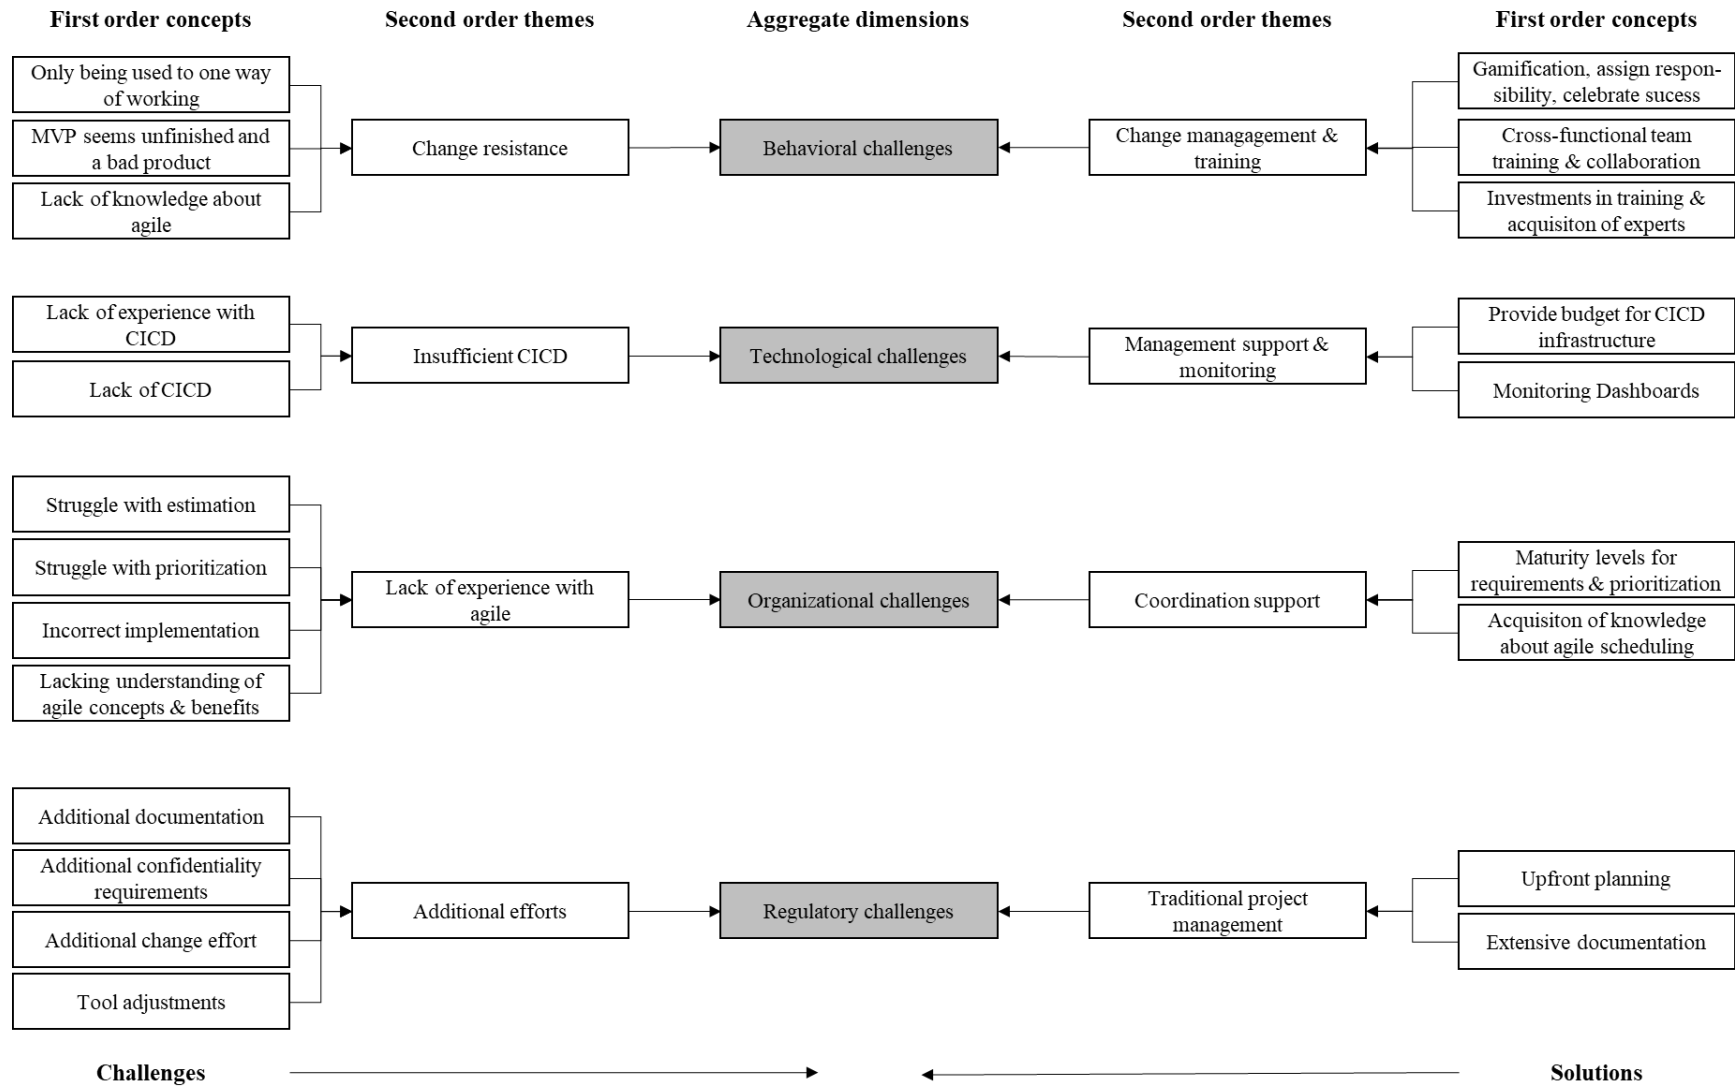 First order concepts
Second order themes
Aggregate dimensions
Second order themes
First order concepts
Only being used to one way
of working
MVP seems unfinished and
a bad product
Lack of knowledge about
agile
Change resistance
Behavioral challenges
Change managagement &
training
Gamification, assign respon-
sibility, celebrate sucess
Cross-functional team
training & collaboration
Investments in training &
acquisiton of experts
Lack of experience with
CICD
Lack of CICD
Insufficient CICD
Technological challenges
Management support &
monitoring
Provide budget for CICD
infrastructure
Monitoring Dashboards
Struggle with estimation
Struggle with prioritization
Incorrect implementation
Lacking understanding of
agile concepts & benefits
Lack of experience with
agile
Organizational challenges
Coordination support
Maturity levels for
requirements & prioritization
Acquisiton of knowledge
about agile scheduling
Additional documentation
Additional confidentiality
requirements
Additional change effort
Tool adjustments
Additional efforts
Regulatory challenges
Traditional project
management
Upfront planning
Extensive documentation
Challenges
Solutions